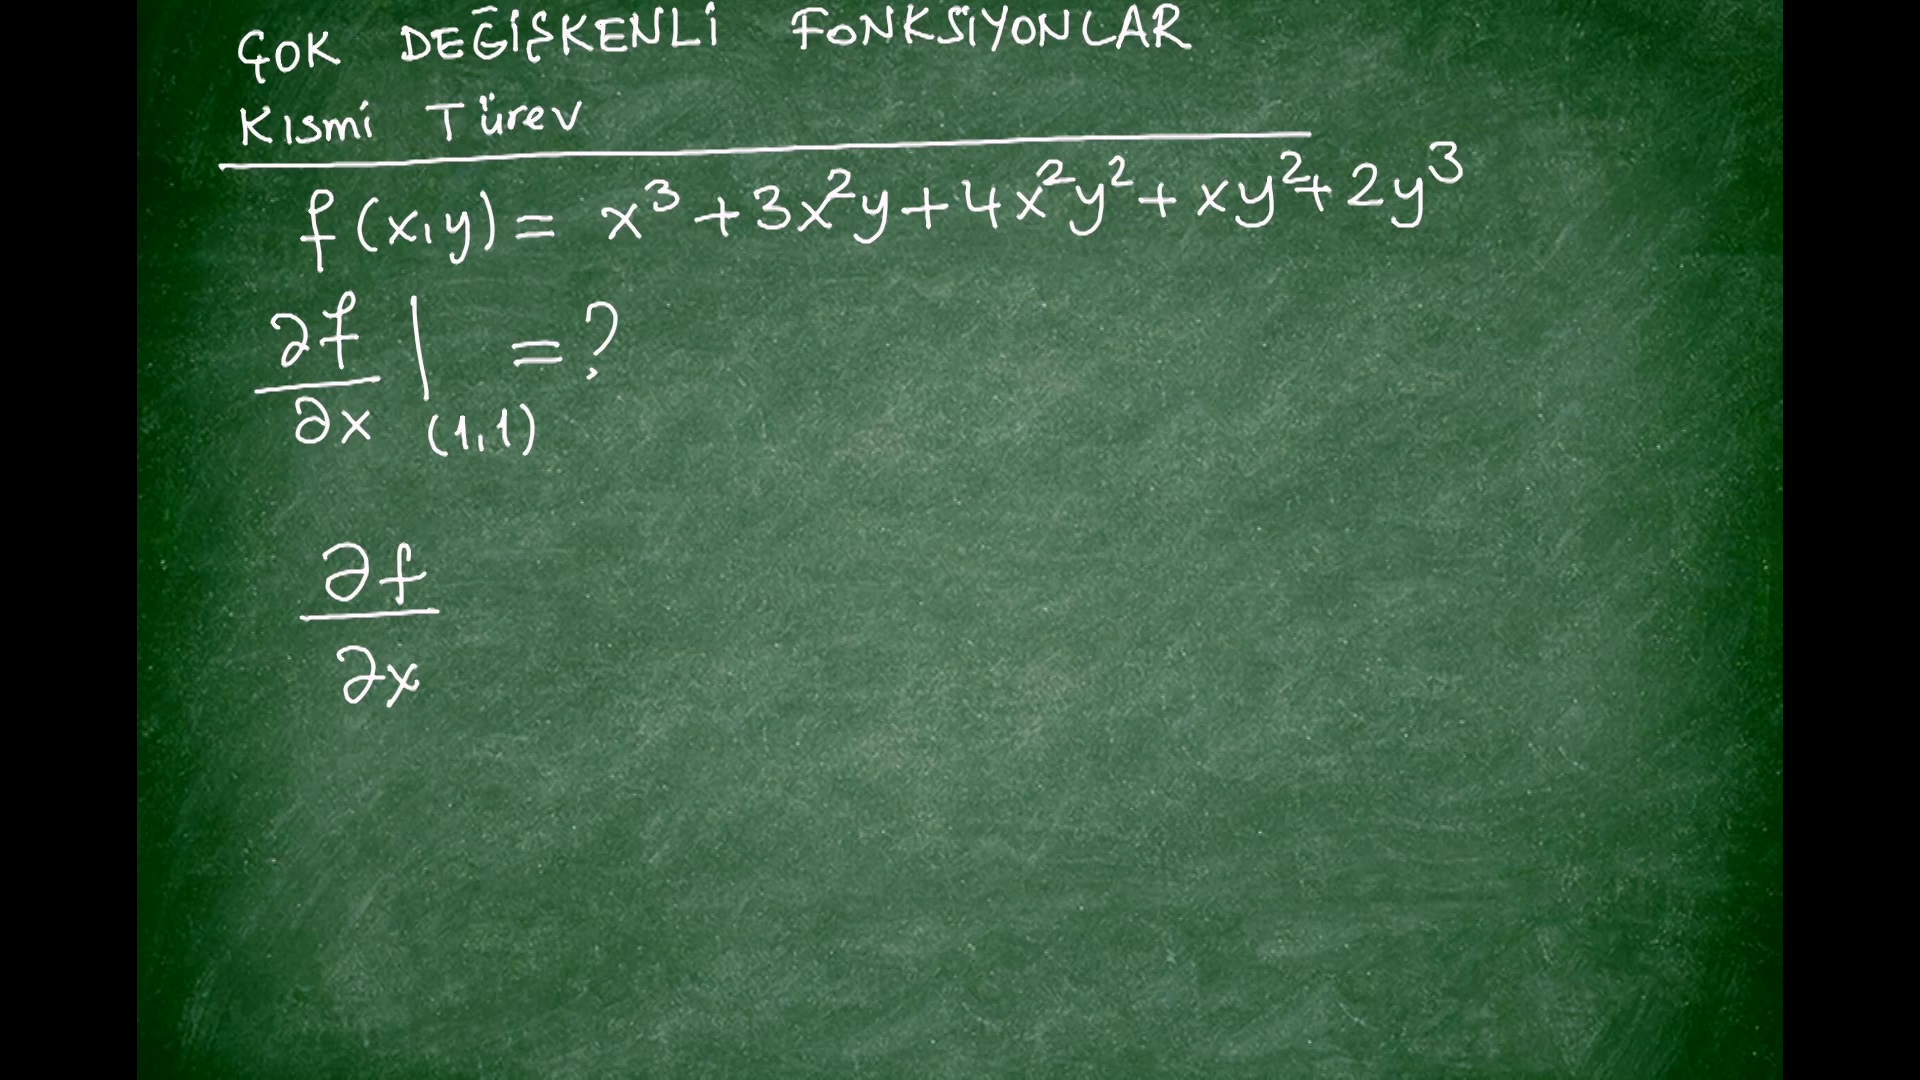 ÇOK DEĞİŞKENLİ FONKSİYONLAR
Kısmi Türev
f(x,y) = x³ + 3x²y + 4x²y² + xy² + 2y³
∂f/∂x |(1,1) = ?
∂f/∂x